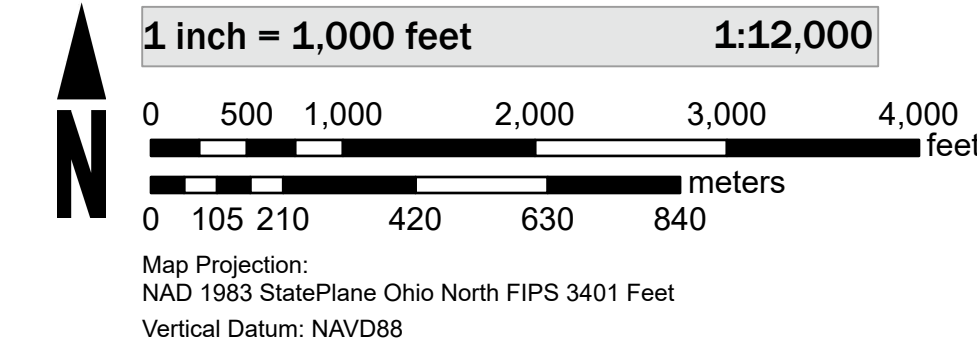 1 inch = 1,000 feet 1:12,000
0 500 1,000 2,000 3,000 4,000
feet
meters
0 105 210 420 630 840
N
Map Projection:
NAD 1983 StatePlane Ohio North FIPS 3401 Feet
Vertical Datum: NAVD88